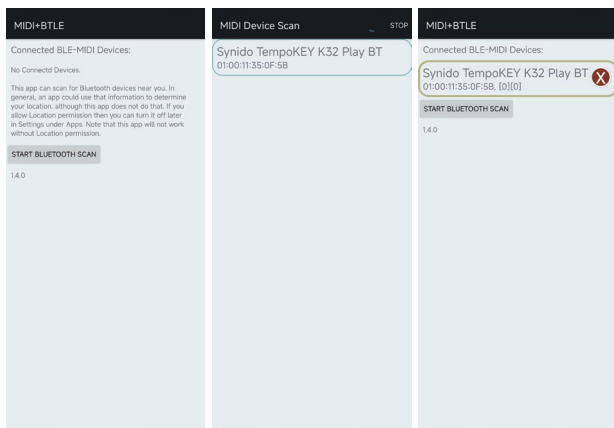 MIDI+BTLE
Connected BLE-MIDI Devices:
No Connectd Devices.
This app can scan for Bluetooth devices near you. In
general, an app could use that information to determine
your location. although this app does not do that. If you
allow Location permission then you can turn it off later
in Settings under Apps. Note that this app will not work
without Location permission.
START BLUETOOTH SCAN
1.4.0
MIDI Device Scan
STOP
Synido TempoKEY K32 Play BT
01:00:11:35:0F:5B
MIDI+BTLE
Connected BLE-MIDI Devices:
Synido TempoKEY K32 Play BT
01:00:11:35:0F:5B, [0][0]
X
START BLUETOOTH SCAN
1.4.0